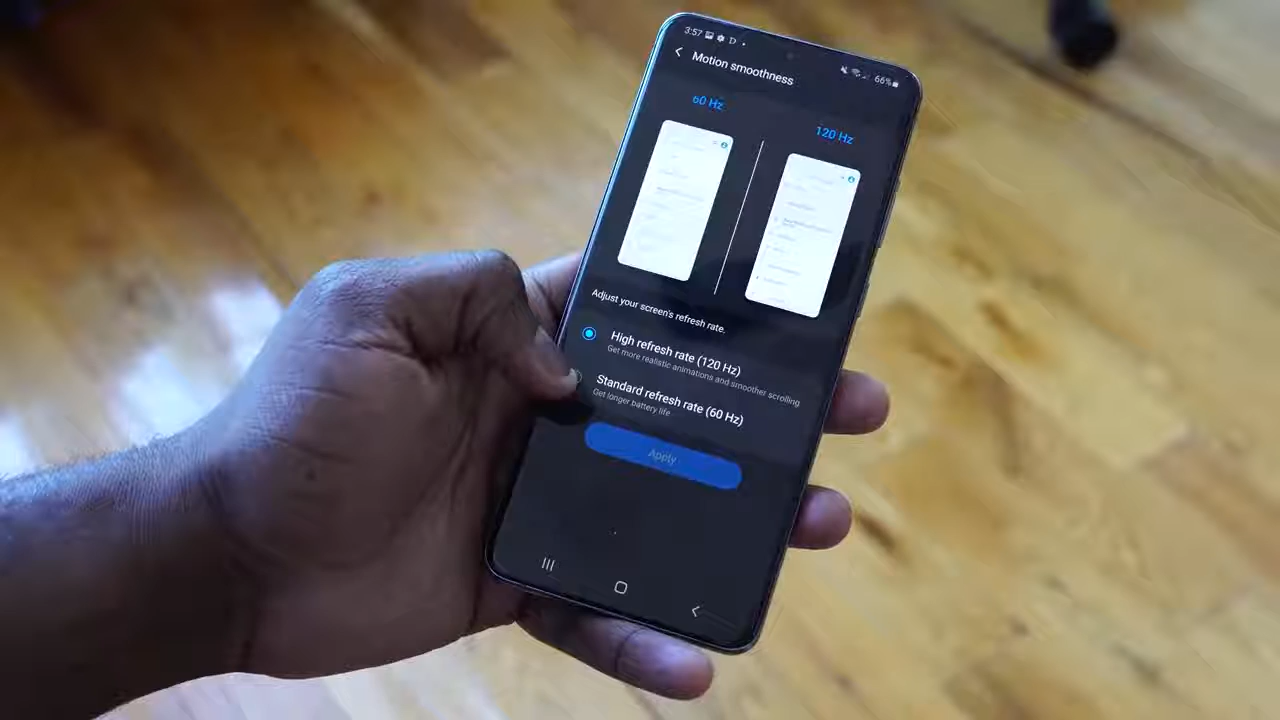 3:57
66%
Motion smoothness
60 Hz
120 Hz
Adjust your screen's refresh rate.
High refresh rate (120 Hz)
Get more realistic animations and smoother scrolling
Standard refresh rate (60 Hz)
Get longer battery life
Apply